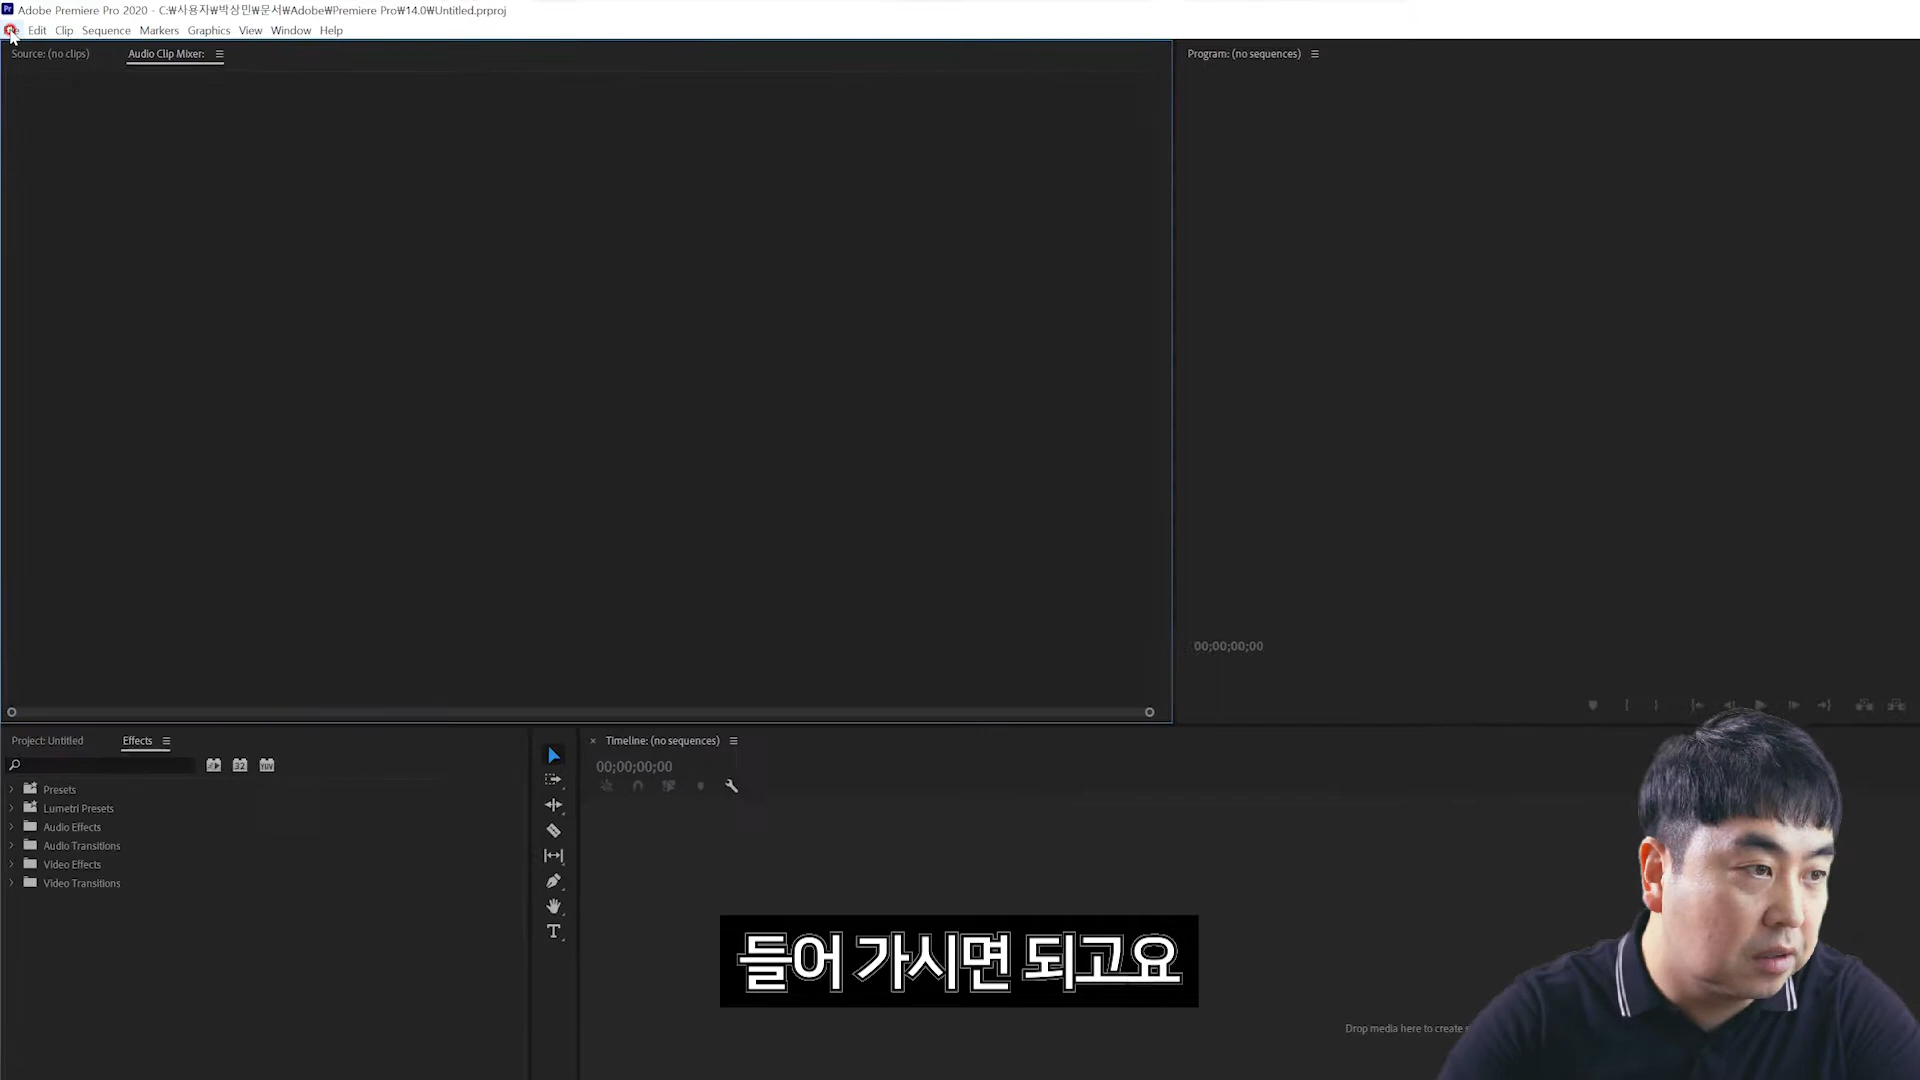 Adobe Premiere Pro 2020 - C:₩사용자₩박상민₩문서₩Adobe₩Premiere Pro₩14.0₩Untitled.prproj
Edit Clip Sequence Markers Graphics View Window Help
Source: (no clips) Audio Clip Mixer:
Program: (no sequences)
00;00;00;00
Project: Untitled Effects
Timeline: (no sequences)
00;00;00;00
32 YUV
Presets
Lumetri Presets
Audio Effects
Audio Transitions
Video Effects
Video Transitions
들어 가시면 되고요
Drop media here to create